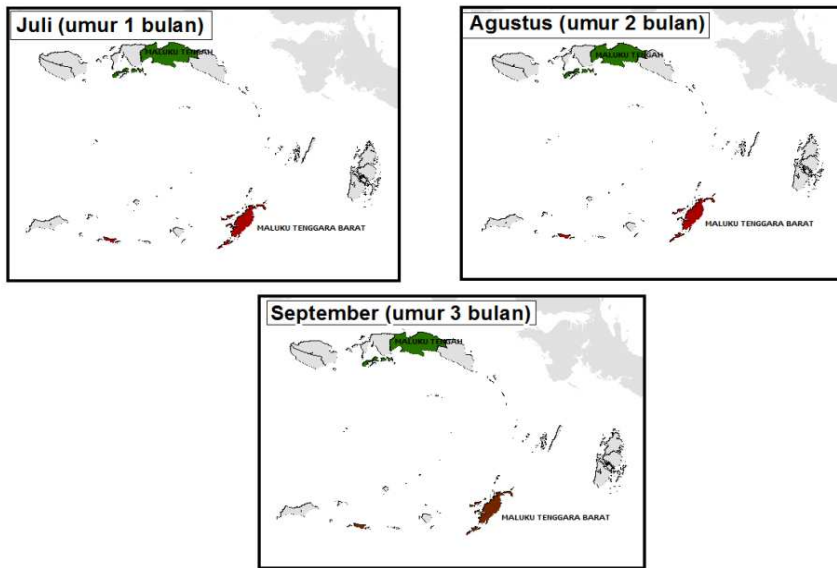 Juli (umur 1 bulan)
MALUKU TENGAH
MALUKU TENGGARA BARAT
Agustus (umur 2 bulan)
MALUKU TENGAH
MALUKU TENGGARA BARAT
September (umur 3 bulan)
MALUKU TENGAH
MALUKU TENGGARA BARAT